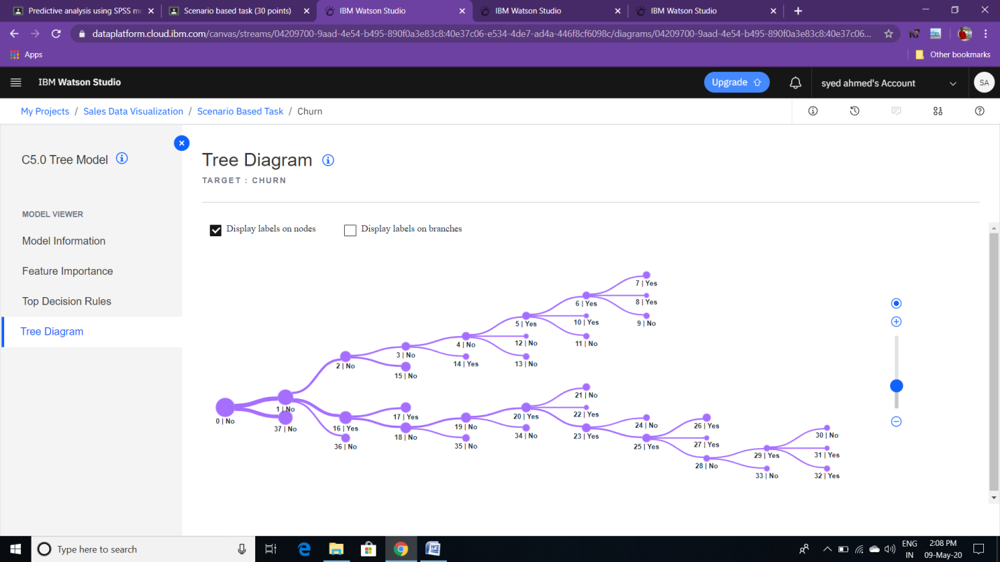 Predictive analysis using SPSS mo
Scenario based task (30 points)
IBM Watson Studio
IBM Watson Studio
IBM Watson Studio
dataplatform.cloud.ibm.com/canvas/streams/04209700-9aad-4e54-b495-890f0a3e83c8:40e37c06-e534-4de7-ad4a-446f8cf6098c/diagrams/04209700-9aad-4e54-b495-890f0a3e83c8:40e37c06...
Apps
Other bookmarks
IBM Watson Studio
Upgrade
syed ahmed's Account
SA
My Projects / Sales Data Visualization / Scenario Based Task / Churn
C5.0 Tree Model
MODEL VIEWER
Model Information
Feature Importance
Top Decision Rules
Tree Diagram
Tree Diagram
TARGET : CHURN
Display labels on nodes
Display labels on branches
7 | Yes
6 | Yes
8 | Yes
5 | Yes
10 | Yes
9 | No
4 | No
12 | No
11 | No
3 | No
14 | Yes
13 | No
2 | No
15 | No
21 | No
1 | No
17 | Yes
20 | Yes
22 | Yes
0 | No
37 | No
16 | Yes
19 | No
24 | No
26 | Yes
18 | No
34 | No
23 | Yes
30 | No
36 | No
35 | No
25 | Yes
27 | Yes
29 | Yes
31 | Yes
28 | No
33 | No
32 | Yes
Type here to search
ENG
IN
2:08 PM
09-May-20